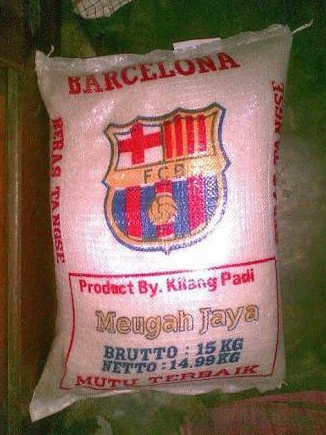 BARCELONA
BERAS TANGSE
FCB
Product By. Kilang Padi
Meugah Jaya
BRUTTO : 15 KG
NETTO : 14.99 KG
MUTU TERBAIK